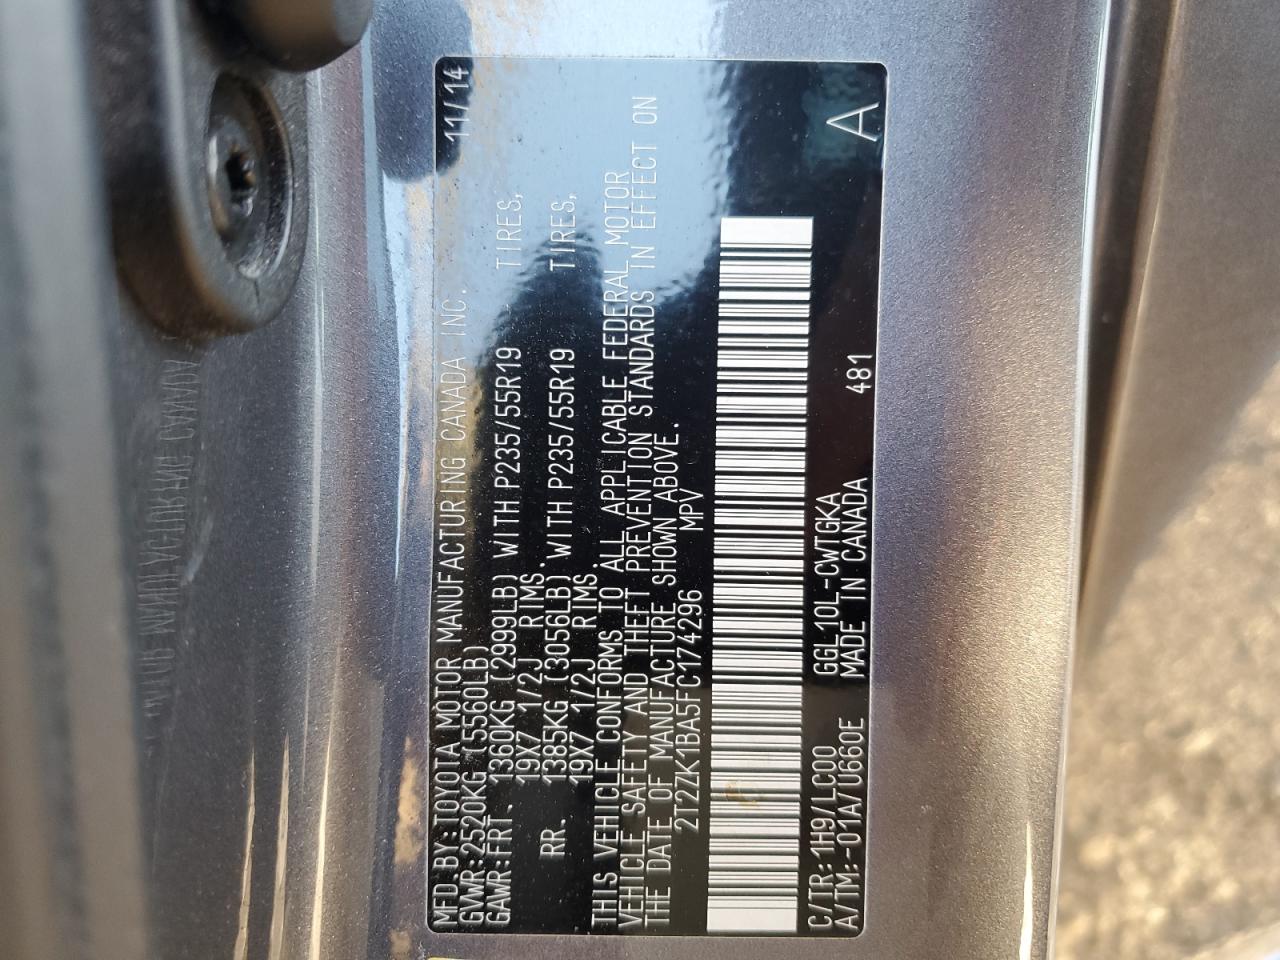 MFD.BY:TOYOTA MOTOR MANUFACTURING CANADA INC. 11/14
GVWR:2520KG (5560LB)
GAWR:FRT. 1360KG (2999LB) WITH P235/55R19 TIRES,
19X7 1/2J RIMS.
RR. 1385KG (3056LB) WITH P235/55R19 TIRES,
19X7 1/2J RIMS.
THIS VEHICLE CONFORMS TO ALL APPLICABLE FEDERAL MOTOR
VEHICLE SAFETY AND THEFT PREVENTION STANDARDS IN EFFECT ON
THE DATE OF MANUFACTURE SHOWN ABOVE.
2T2ZK1BA5FC174296 MPV
C/TR:1H9/LC00 GGL10L-CWTGKA A
A/TM:-01A/U660E MADE IN CANADA 481